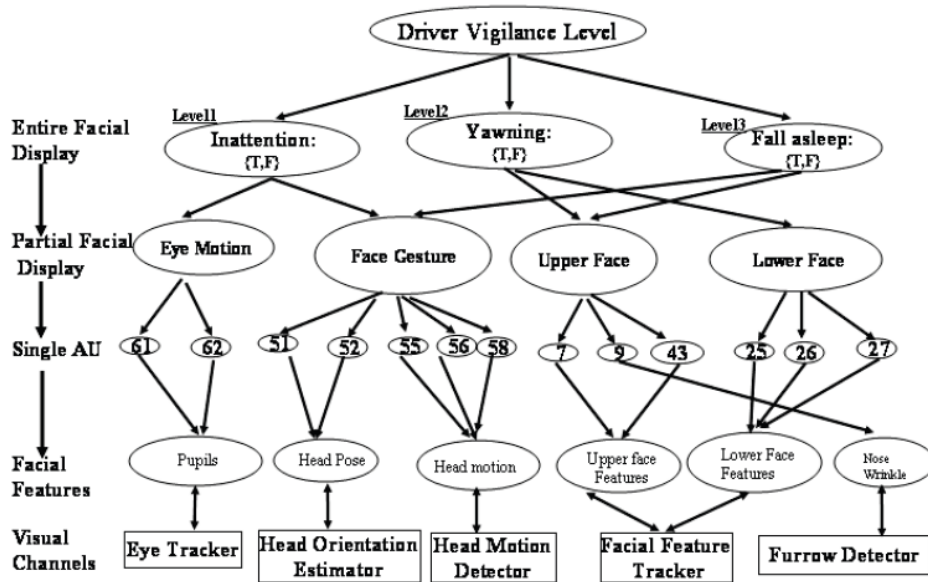 Driver Vigilance Level
Level1
Level2
Level3
Entire Facial
Display
Inattention:
{T,F}
Yawning:
{T,F}
Fall asleep:
{T,F}
Partial Facial
Display
Eye Motion
Face Gesture
Upper Face
Lower Face
Single AU
61
62
51
52
55
56
58
7
9
43
25
26
27
Facial
Features
Pupils
Head Pose
Head motion
Upper face
Features
Lower Face
Features
Nose
Wrinkle
Visual
Channels
Eye Tracker
Head Orientation
Estimator
Head Motion
Detector
Facial Feature
Tracker
Furrow Detector